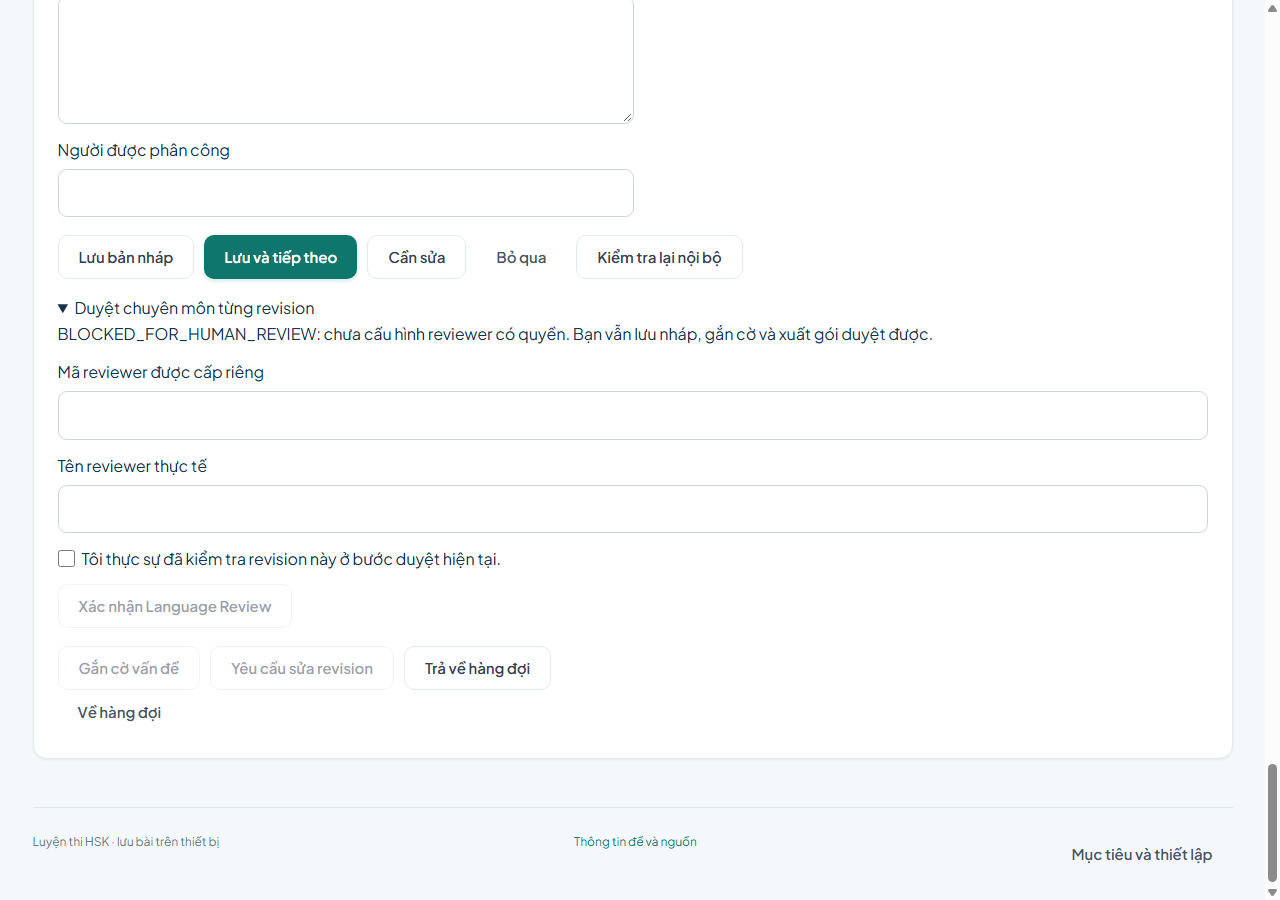 Người được phân công
Lưu bản nháp
Lưu và tiếp theo
Cần sửa
Bỏ qua
Kiểm tra lại nội bộ
▼ Duyệt chuyên môn từng revision
BLOCKED_FOR_HUMAN_REVIEW: chưa cấu hình reviewer có quyền. Bạn vẫn lưu nháp, gắn cờ và xuất gói duyệt được.
Mã reviewer được cấp riêng
Tên reviewer thực tế
Tôi thực sự đã kiểm tra revision này ở bước duyệt hiện tại.
Xác nhận Language Review
Gắn cờ vấn đề
Yêu cầu sửa revision
Trả về hàng đợi
Về hàng đợi
Luyện thi HSK · lưu bài trên thiết bị
Thông tin đề và nguồn
Mục tiêu và thiết lập